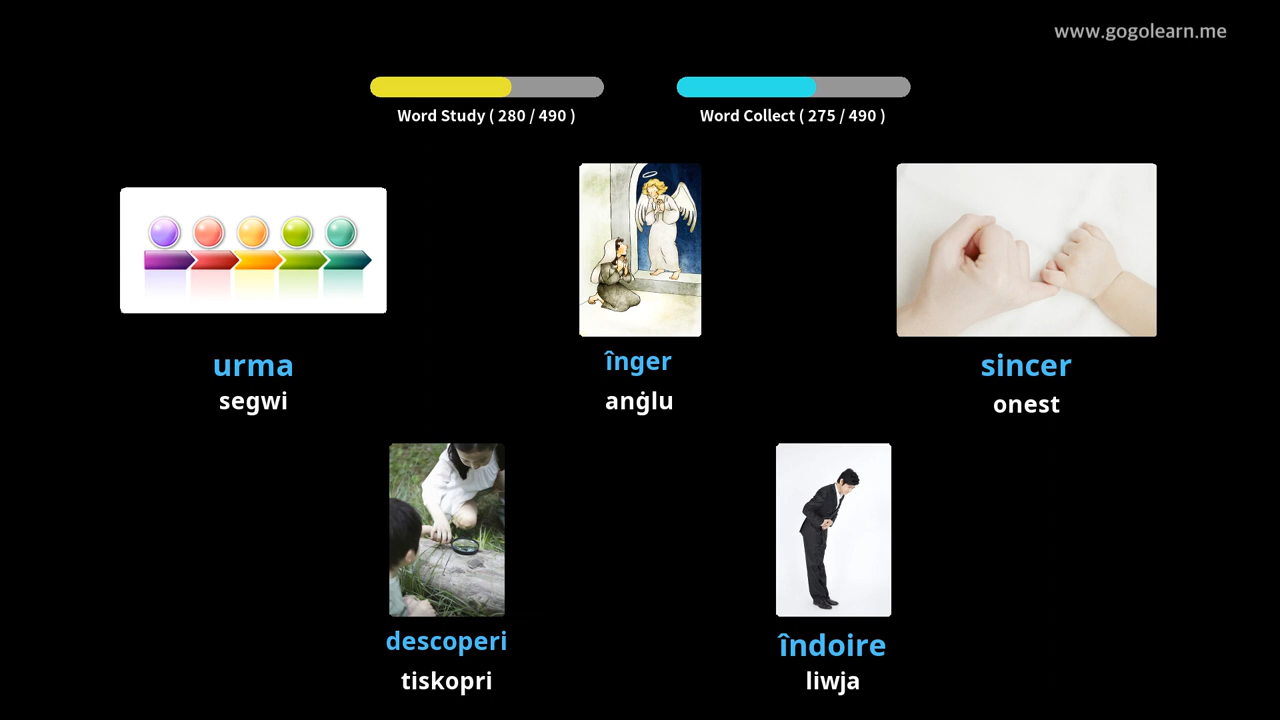 www.gogolearn.me
Word Study ( 280 / 490 )
Word Collect ( 275 / 490 )
urma
segwi
înger
anġlu
sincer
onest
descoperi
tiskopri
îndoire
liwja